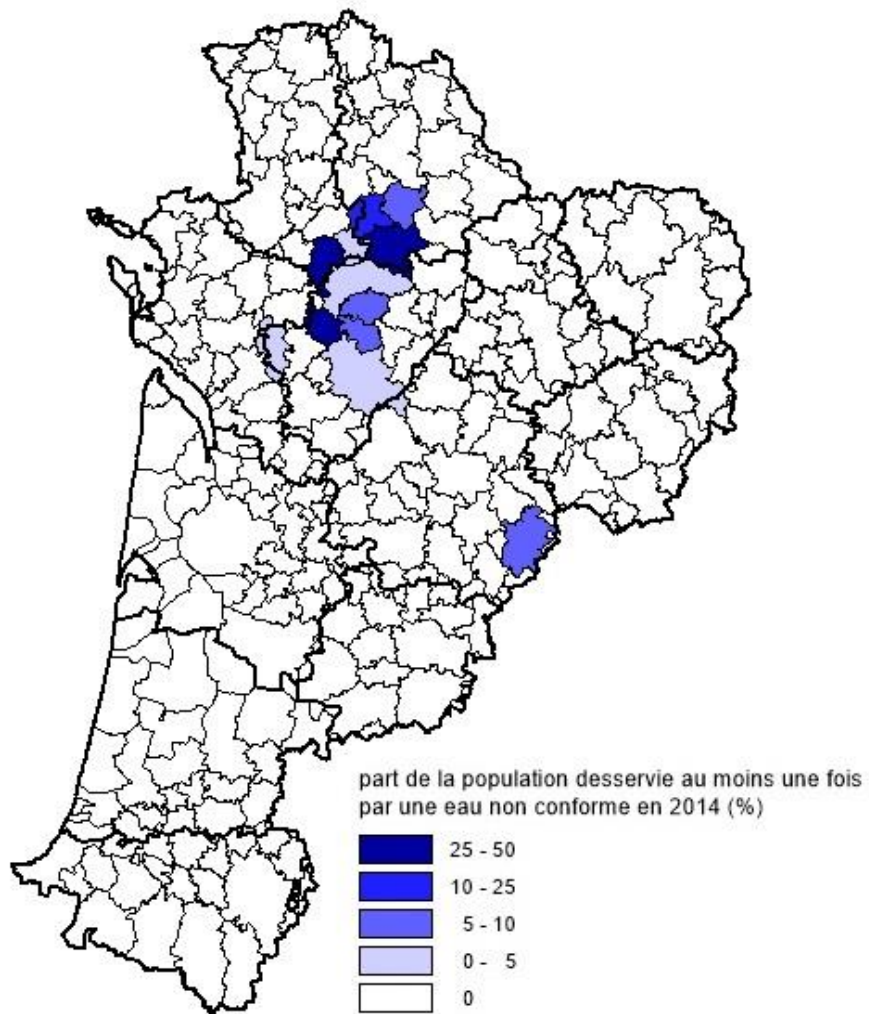 part de la population desservie au moins une fois
par une eau non conforme en 2014 (%)
25 - 50
10 - 25
5 - 10
0 - 5
0